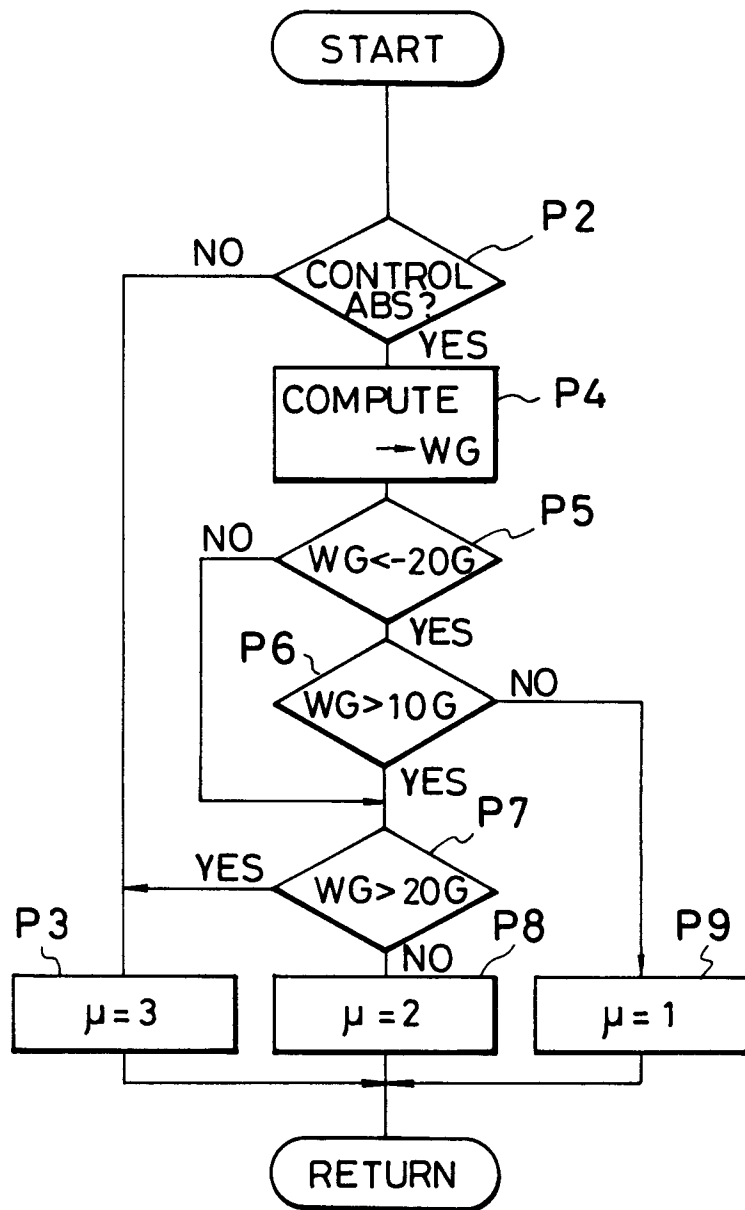 START
P2
NO
CONTROL
ABS?
YES
COMPUTE
→WG
P4
P5
NO
WG<-20G
YES
P6
NO
WG>10G
YES
P7
YES
WG>20G
P3
P8
P9
NO
μ=3
μ=2
μ=1
RETURN